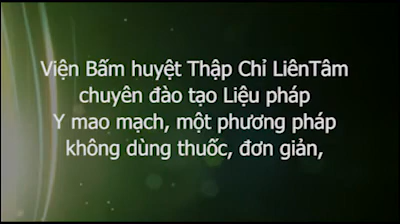 Viện Bấm huyệt Thập Chỉ LiênTâm
chuyên đào tạo Liệu pháp
Y mao mạch, một phương pháp
không dùng thuốc, đơn giản,